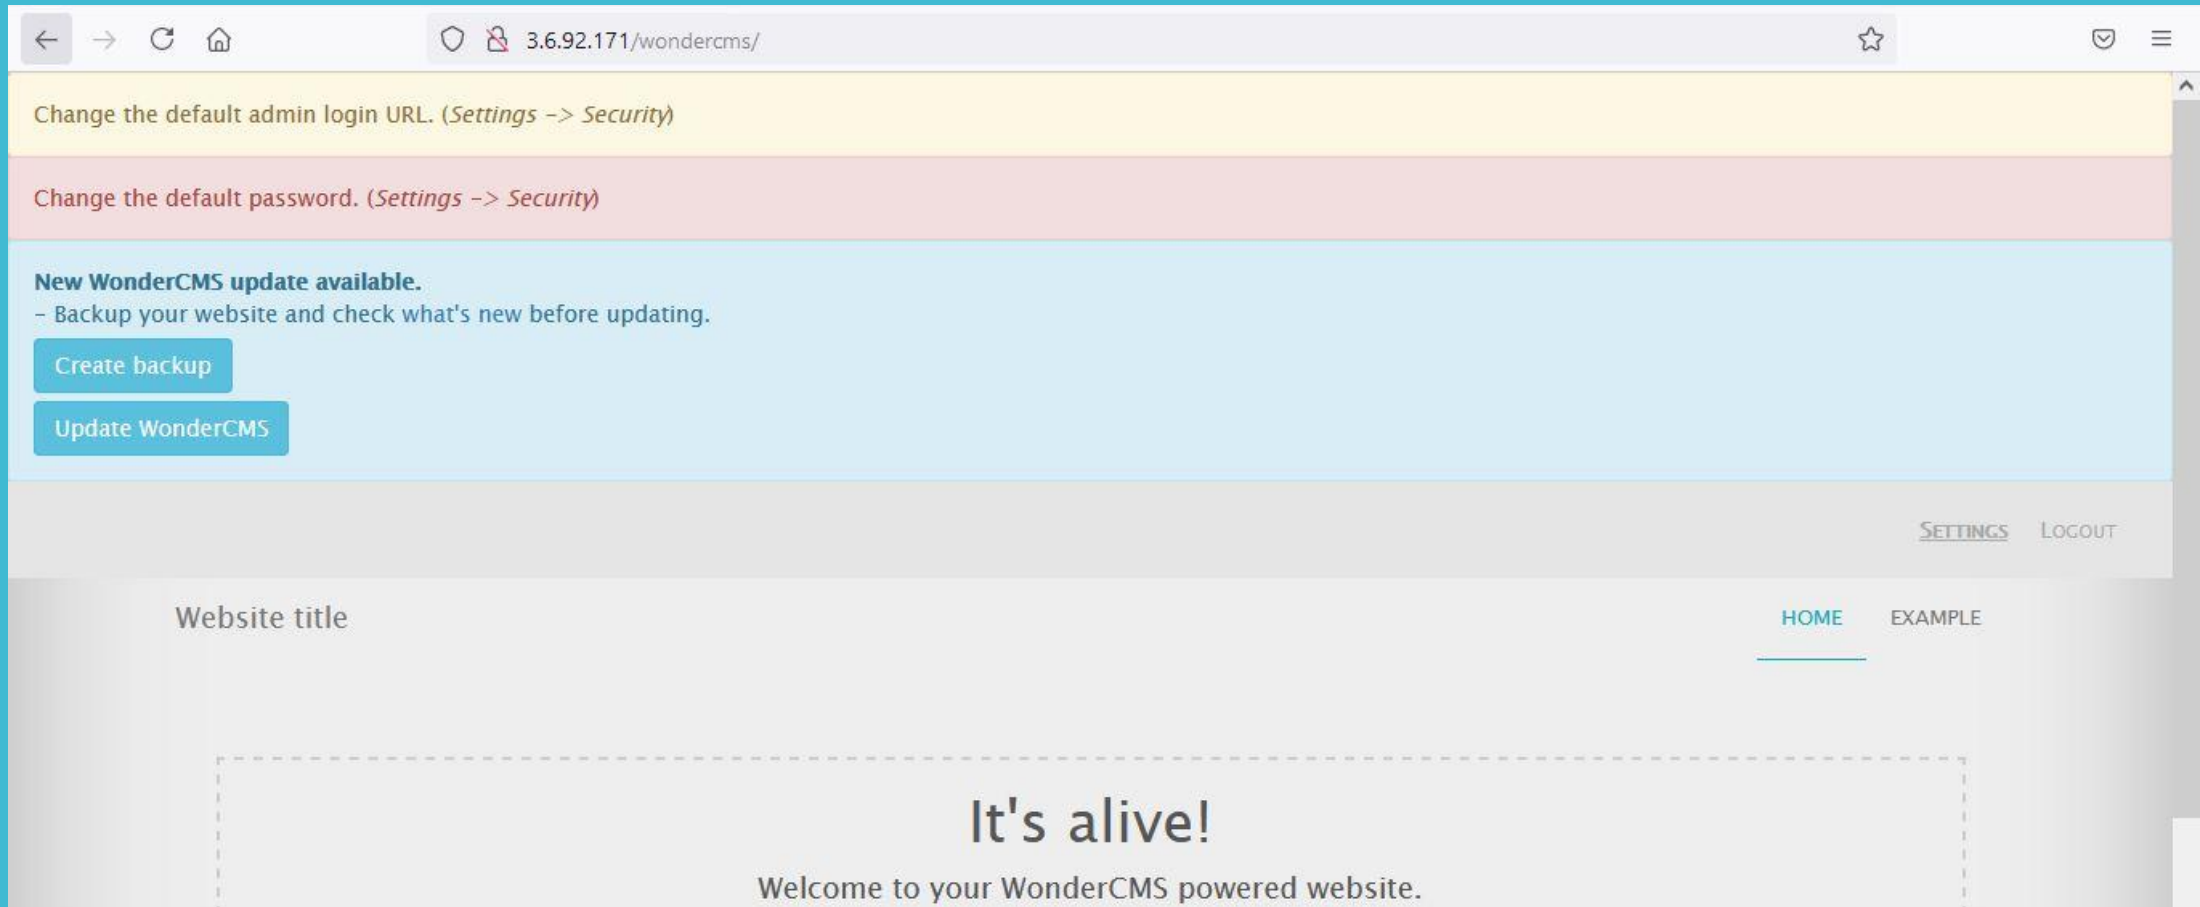 3.6.92.171/wondercms/
Change the default admin login URL. (Settings -> Security)
Change the default password. (Settings -> Security)
New WonderCMS update available.
- Backup your website and check what's new before updating.
Create backup
Update WonderCMS
SETTINGS LOGOUT
Website title HOME EXAMPLE
It's alive!
Welcome to your WonderCMS powered website.